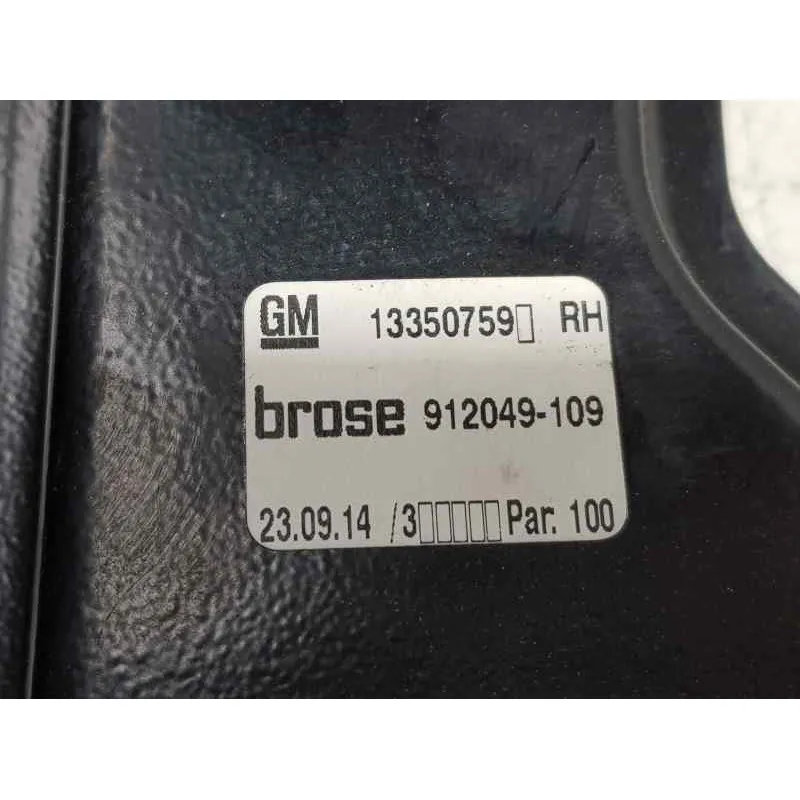 GM 13350759▯ RH
brose 912049-109
23.09.14 /3▯▯▯▯▯ Par. 100